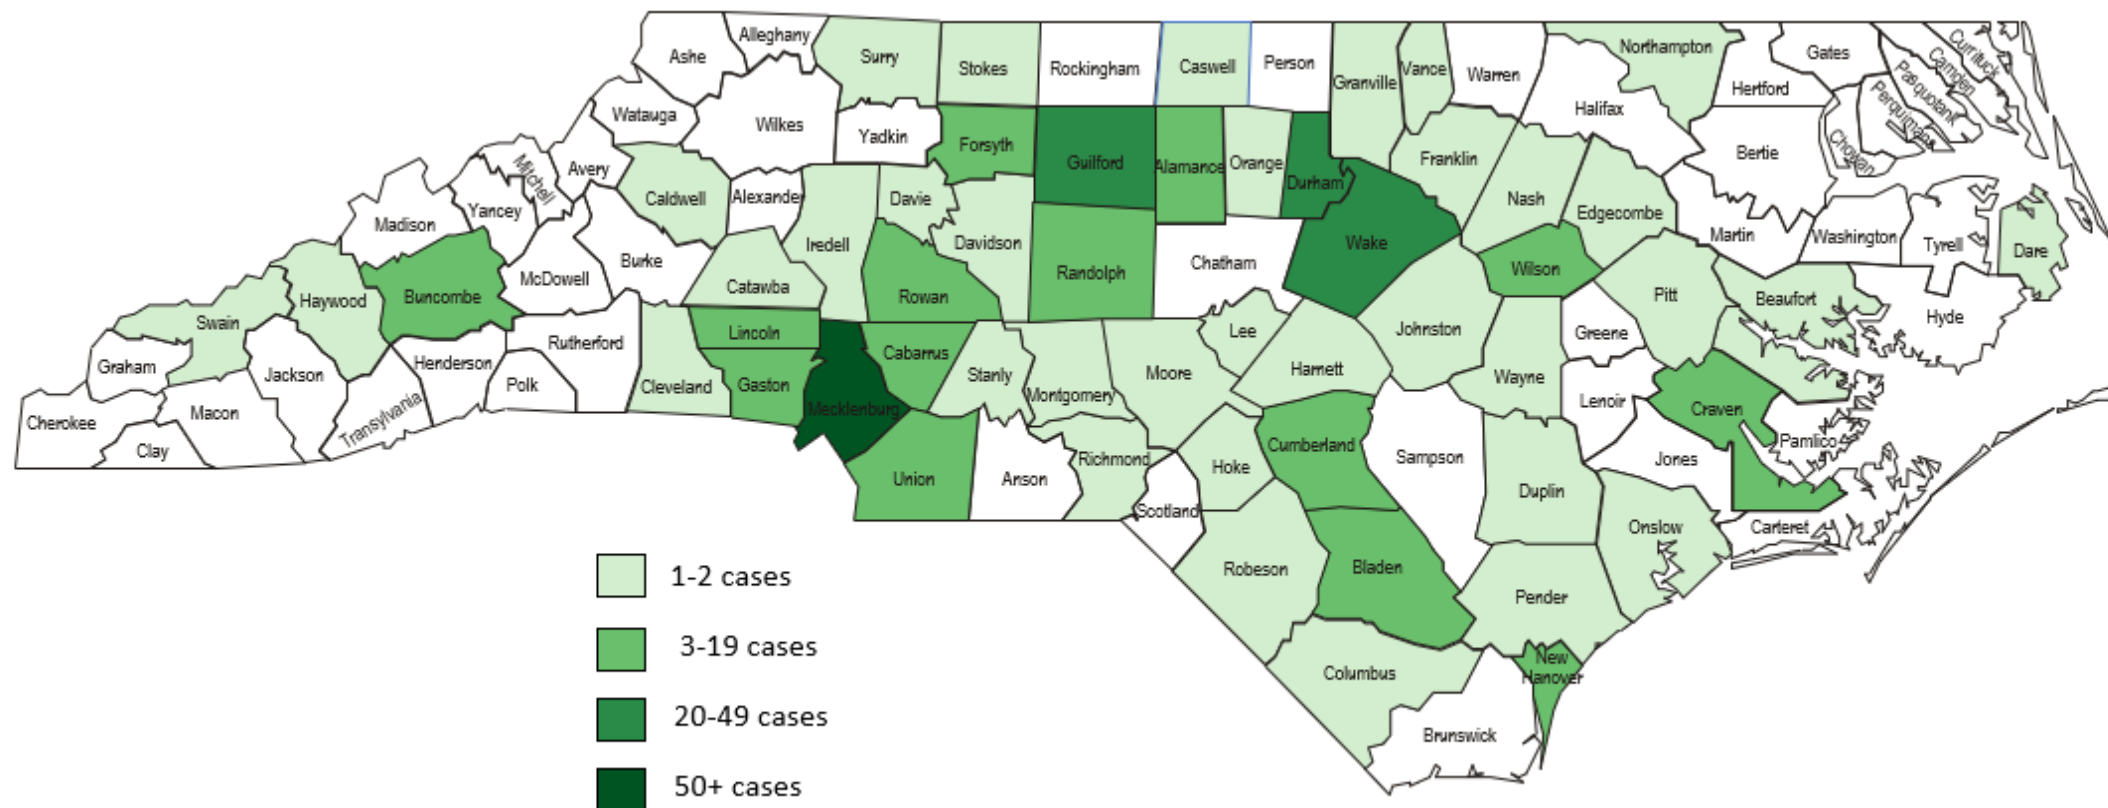 Alleghany
Ashe
Surry
Stokes
Rockingham
Caswell
Person
Granville
Vance
Warren
Northampton
Gates
Currituck
Camden
Pasquotank
Perquimans
Hertford
Halifax
Watauga
Wilkes
Yadkin
Forsyth
Guilford
Alamance
Orange
Durham
Franklin
Bertie
Chowan
Mitchell
Avery
Caldwell
Alexander
Davie
Nash
Edgecombe
Madison
Yancey
Iredell
Davidson
Wake
Martin
Washington
Tyrell
Dare
Burke
McDowell
Randolph
Chatham
Wilson
Buncombe
Haywood
Catawba
Rowan
Pitt
Beaufort
Hyde
Swain
Lincoln
Rutherford
Lee
Johnston
Greene
Graham
Jackson
Henderson
Polk
Cleveland
Gaston
Cabarrus
Stanly
Montgomery
Moore
Harnett
Wayne
Cherokee
Macon
Transylvania
Mecklenburg
Lenoir
Craven
Clay
Cumberland
Pamlico
Union
Anson
Richmond
Hoke
Sampson
Jones
Scotland
Duplin
Onslow
Carteret
Robeson
Bladen
Pender
New
Hanover
Columbus
Brunswick
1-2 cases
3-19 cases
20-49 cases
50+ cases